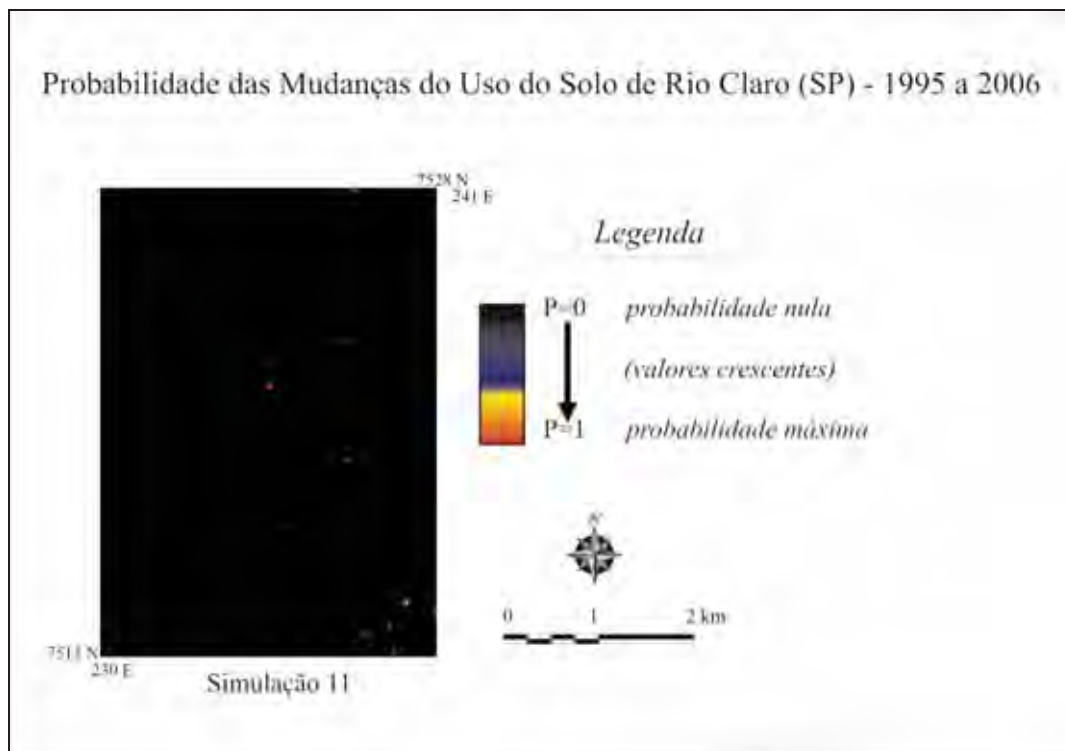 Probabilidade das Mudanças do Uso do Solo de Rio Claro (SP) - 1995 a 2006
7528 N
241 E
Legenda
P=0 probabilidade nula
(valores crescentes)
P=1 probabilidade máxima
N
0 1 2 km
7511 N
230 E
Simulação 11